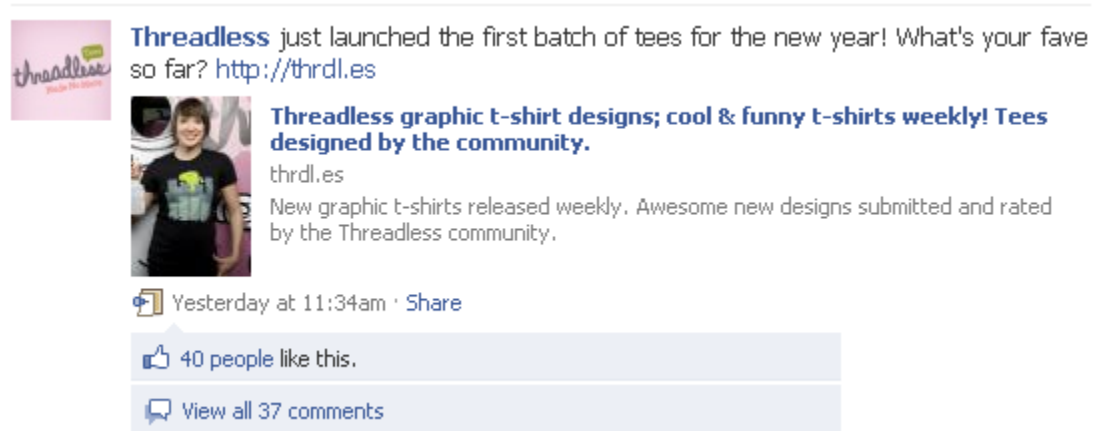 Threadless just launched the first batch of tees for the new year! What's your fave
so far? http://thrdl.es
threadless
Threadless graphic t-shirt designs; cool & funny t-shirts weekly! Tees
designed by the community.
thrdl.es
New graphic t-shirts released weekly. Awesome new designs submitted and rated
by the Threadless community.
Yesterday at 11:34am · Share
40 people like this.
View all 37 comments